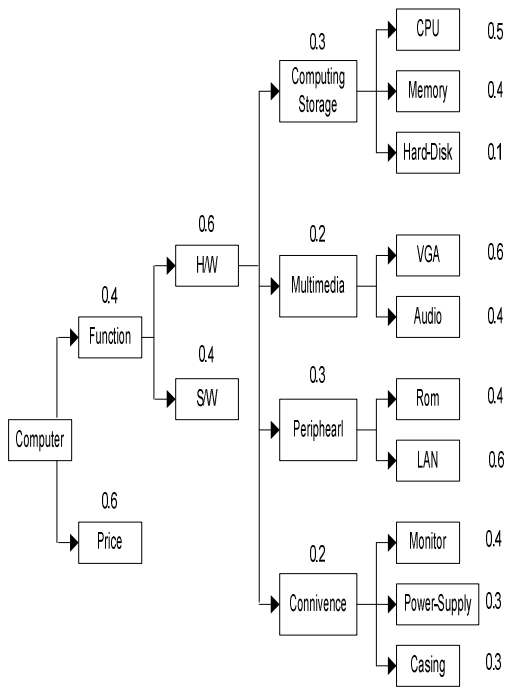 0.3
Computing
Storage
CPU 0.5
Memory 0.4
Hard-Disk 0.1
0.6
H/W
0.2
Multimedia
VGA 0.6
Audio 0.4
0.4
Function
0.4
S/W
0.3
Periphearl
Rom 0.4
LAN 0.6
Computer
0.6
Price
0.2
Connivence
Monitor 0.4
Power-Supply 0.3
Casing 0.3